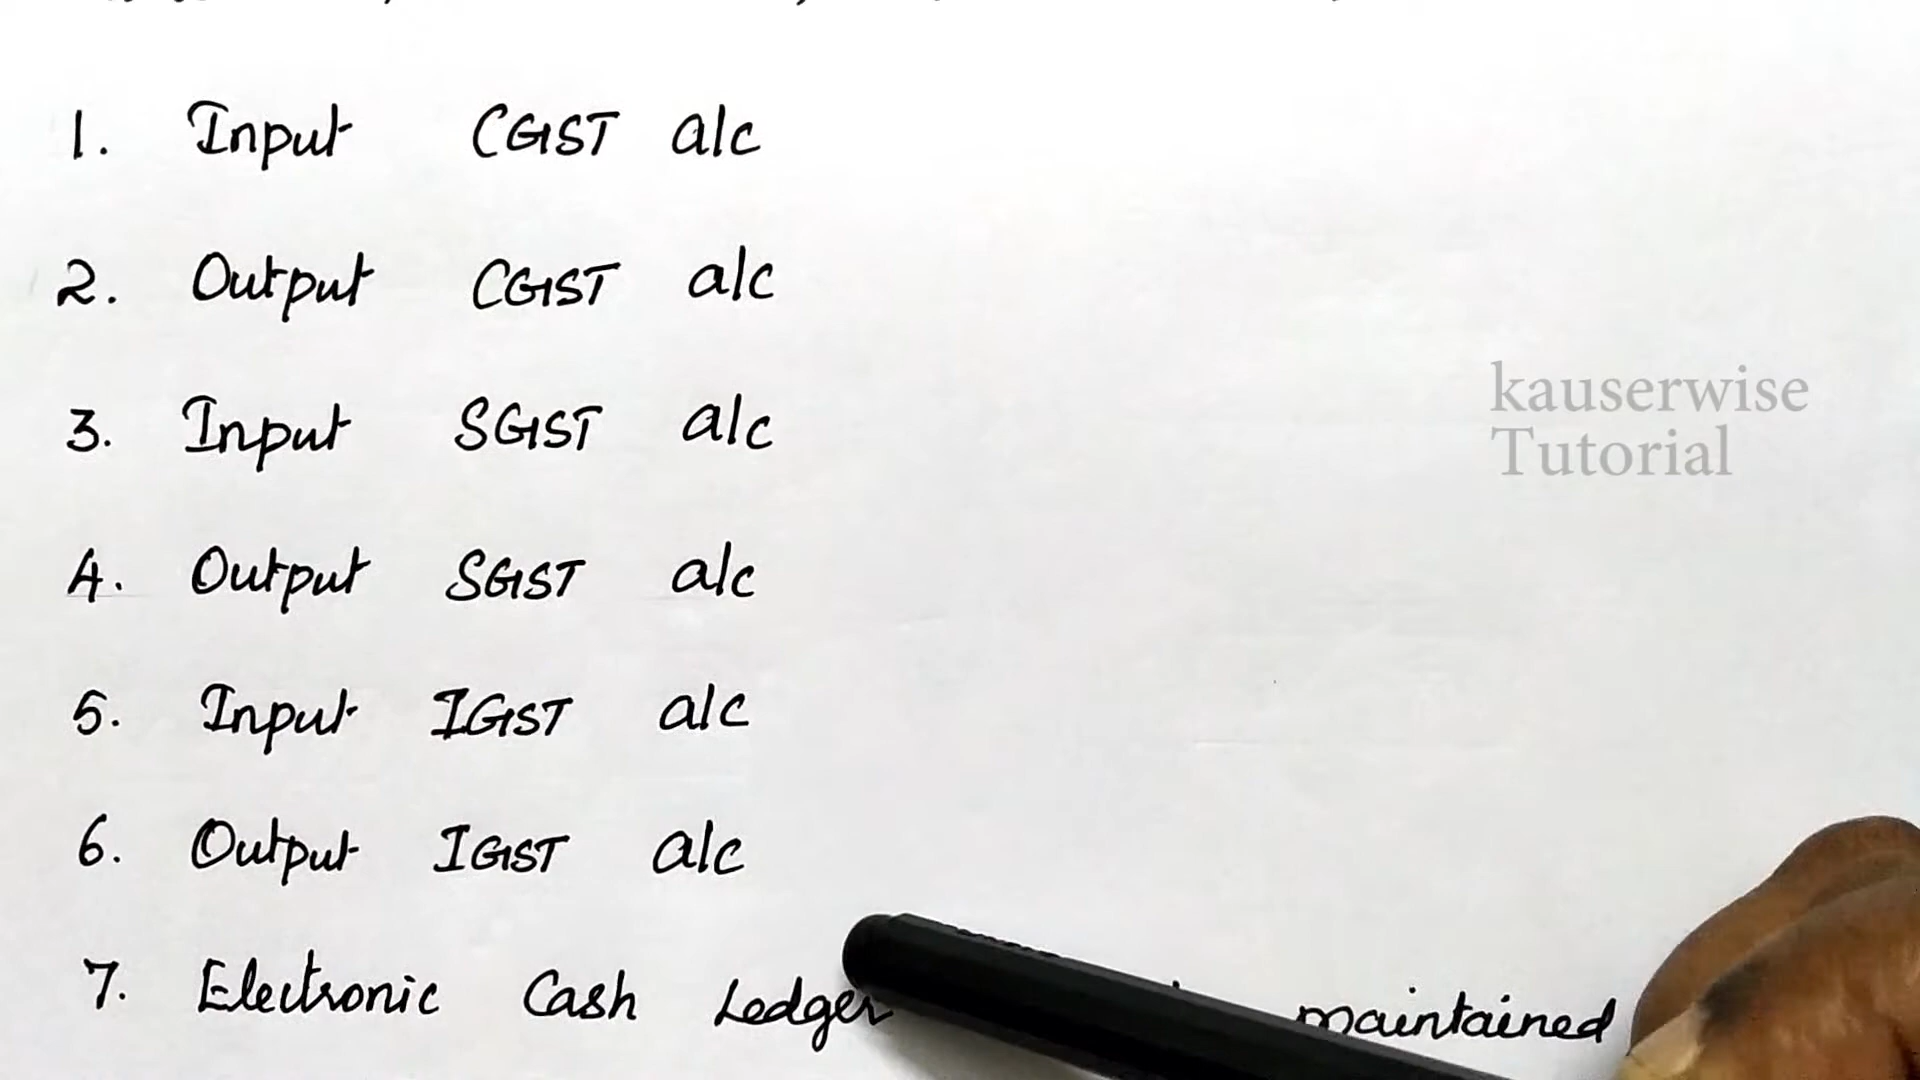 1. Input CGST a/c
2. Output CGST a/c
3. Input SGST a/c
4. Output SGST a/c
5. Input IGST a/c
6. Output IGST a/c
7. Electronic Cash Ledger maintained
kauserwise
Tutorial